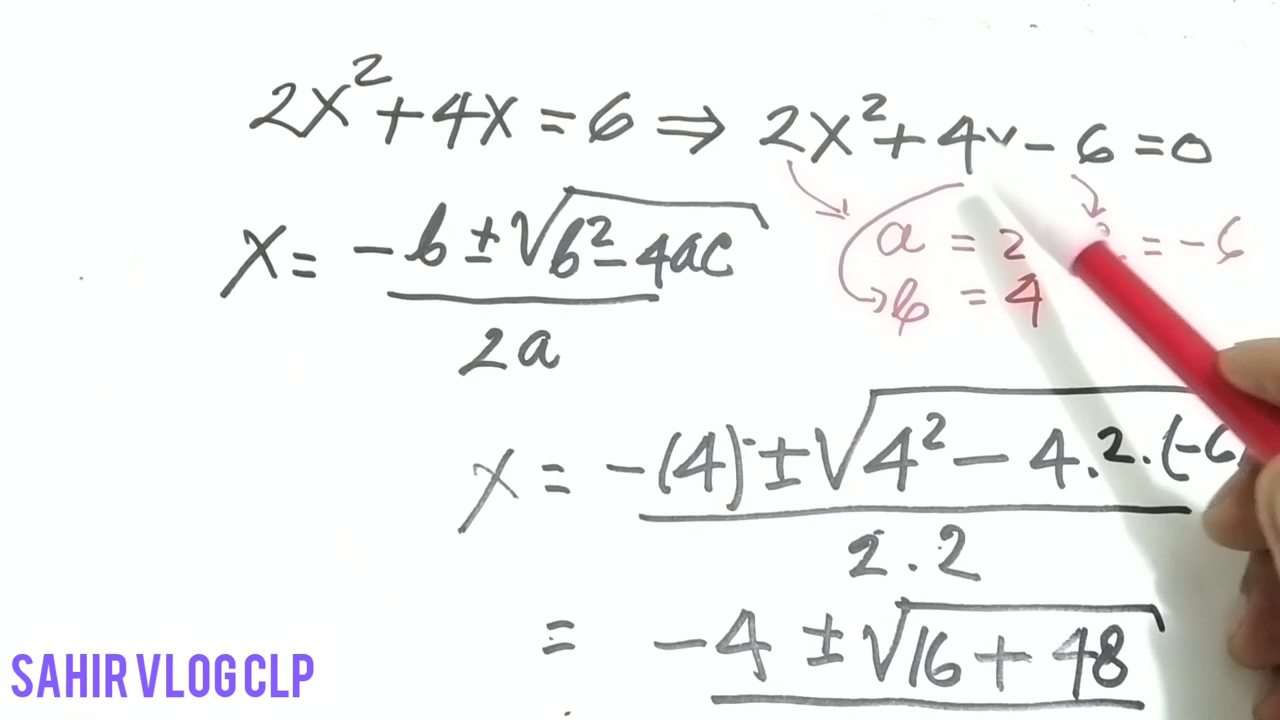 2x² + 4x = 6 ⇒ 2x² + 4x - 6 = 0
a = 2 = -6
b = 4
x = -b ± √b² - 4ac
2a
x = -(4) ± √4² - 4.2.(-6
2.2
= -4 ± √16 + 48
SAHIR VLOG CLP